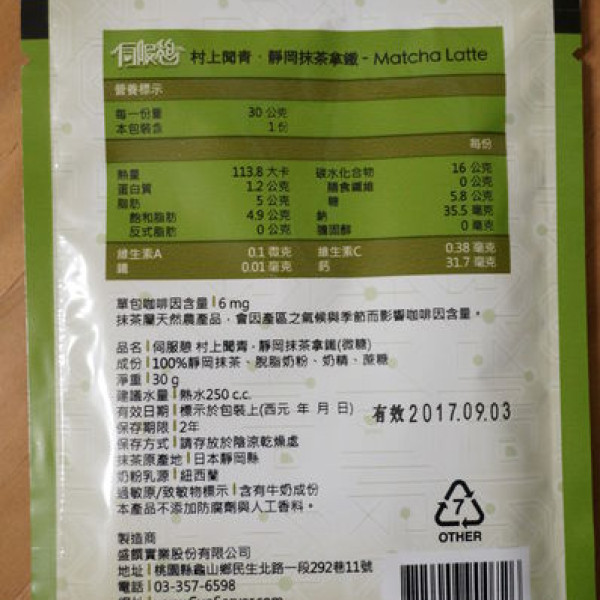 伺服憩 村上聞青．靜岡抹茶拿鐵 - Matcha Latte
營養標示
每一份量 30 公克
本包裝含 1 份
每份
熱量 113.8 大卡 碳水化合物 16 公克
蛋白質 1.2 公克 膳食纖維 0 公克
脂肪 5 公克 糖 5.8 公克
飽和脂肪 4.9 公克 鈉 35.5 毫克
反式脂肪 0 公克 膽固醇 0 毫克
維生素A 0.1 微克 維生素C 0.38 毫克
鐵 0.01 毫克 鈣 31.7 毫克
單包咖啡因含量 | 6 mg
抹茶屬天然農產品，會因產區之氣候與季節而影響咖啡因含量。
品名 | 伺服憩 村上聞青．靜岡抹茶拿鐵(微糖)
成份 | 100%靜岡抹茶、脫脂奶粉、奶精、蔗糖
淨重 | 30 g
建議水量 | 熱水250 c.c.
有效日期 | 標示於包裝上(西元 年 月 日) 有效2017.09.03
保存期限 | 2年
保存方式 | 請存放於陰涼乾燥處
抹茶原產地 | 日本靜岡縣
奶粉乳源 | 紐西蘭
過敏原/致敏物標示 | 含有牛奶成份
本產品不添加防腐劑與人工香料。
7
OTHER
製造商
盛饌實業股份有限公司
地址 | 桃園縣龜山鄉民生北路一段292巷11號
電話 | 03-357-6598